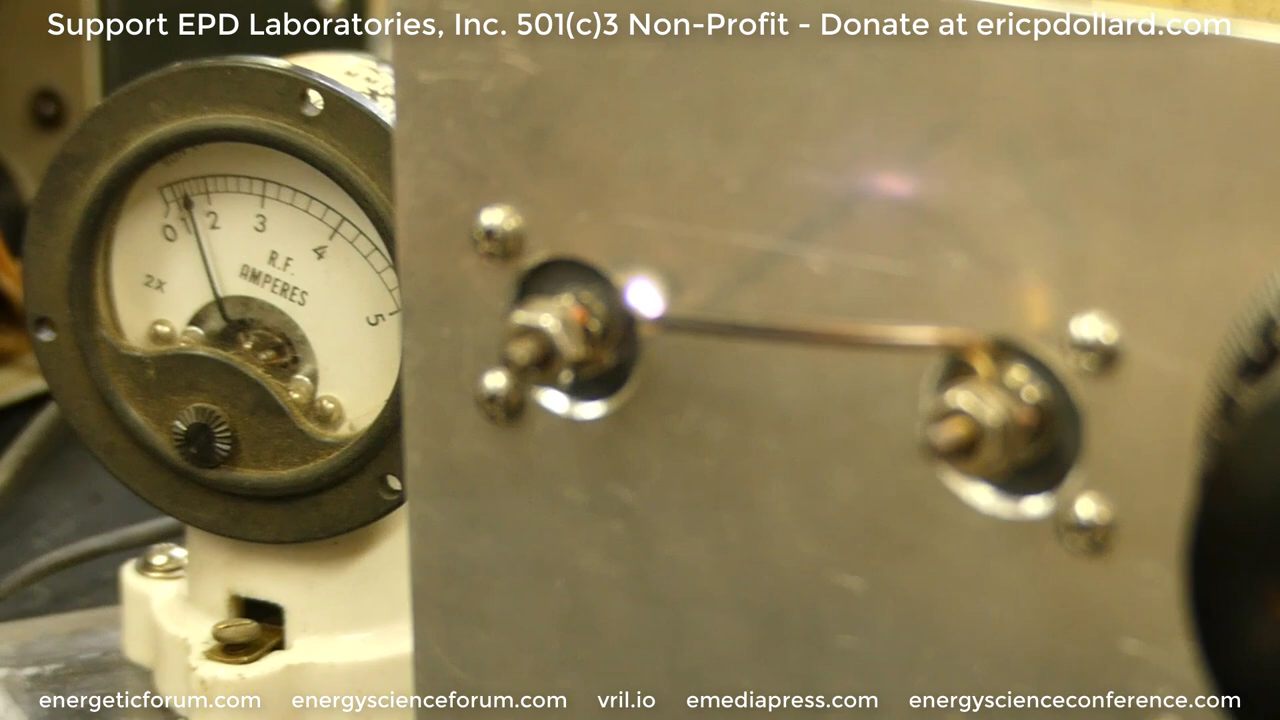 Support EPD Laboratories, Inc. 501(c)3 Non-Profit - Donate at ericpdollard.com
0 1 2 3 4 5
R.F.
AMPERES
2X
energeticforum.com energyscienceforum.com vril.io emediapress.com energyscienceconference.com